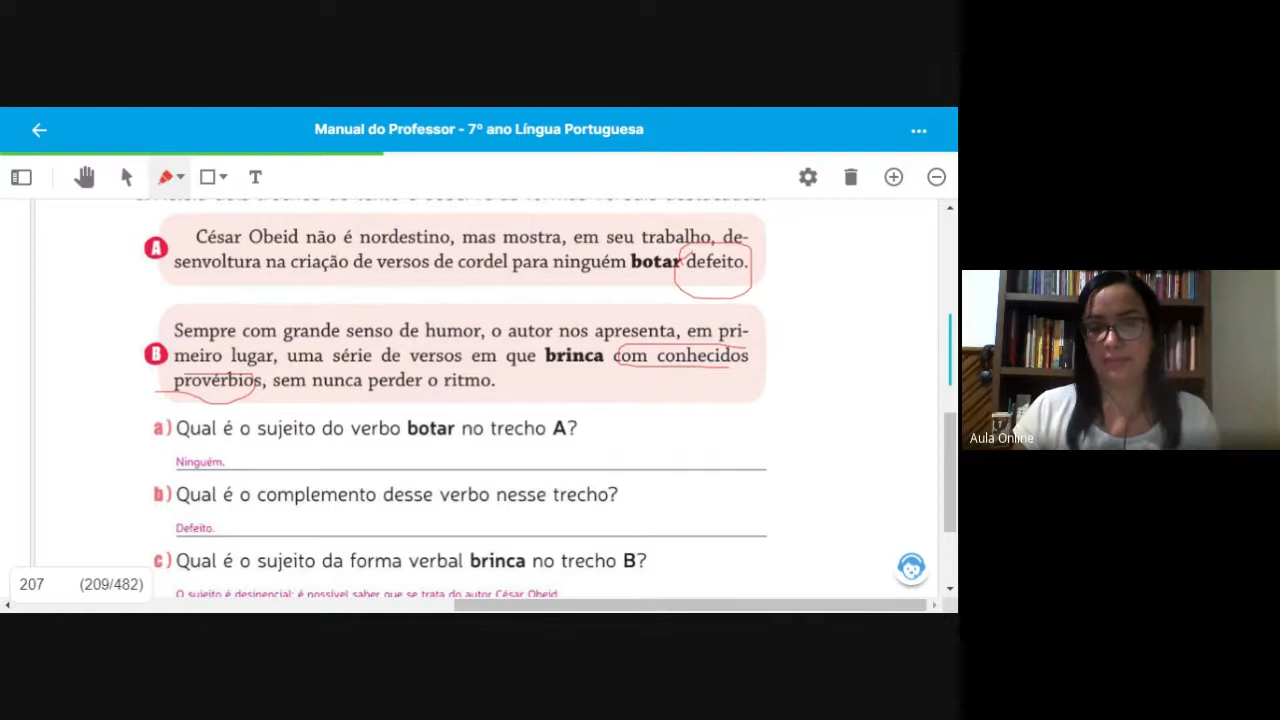 Manual do Professor - 7º ano Língua Portuguesa
T
A
César Obeid não é nordestino, mas mostra, em seu trabalho, de-
senvoltura na criação de versos de cordel para ninguém botar defeito.
B
Sempre com grande senso de humor, o autor nos apresenta, em pri-
meiro lugar, uma série de versos em que brinca com conhecidos
provérbios, sem nunca perder o ritmo.
a) Qual é o sujeito do verbo botar no trecho A?
Ninguém.
b) Qual é o complemento desse verbo nesse trecho?
Defeito.
c) Qual é o sujeito da forma verbal brinca no trecho B?
O sujeito é desinencial; é possível saber que se trata do autor César Obeid
207 (209/482)
Aula Online